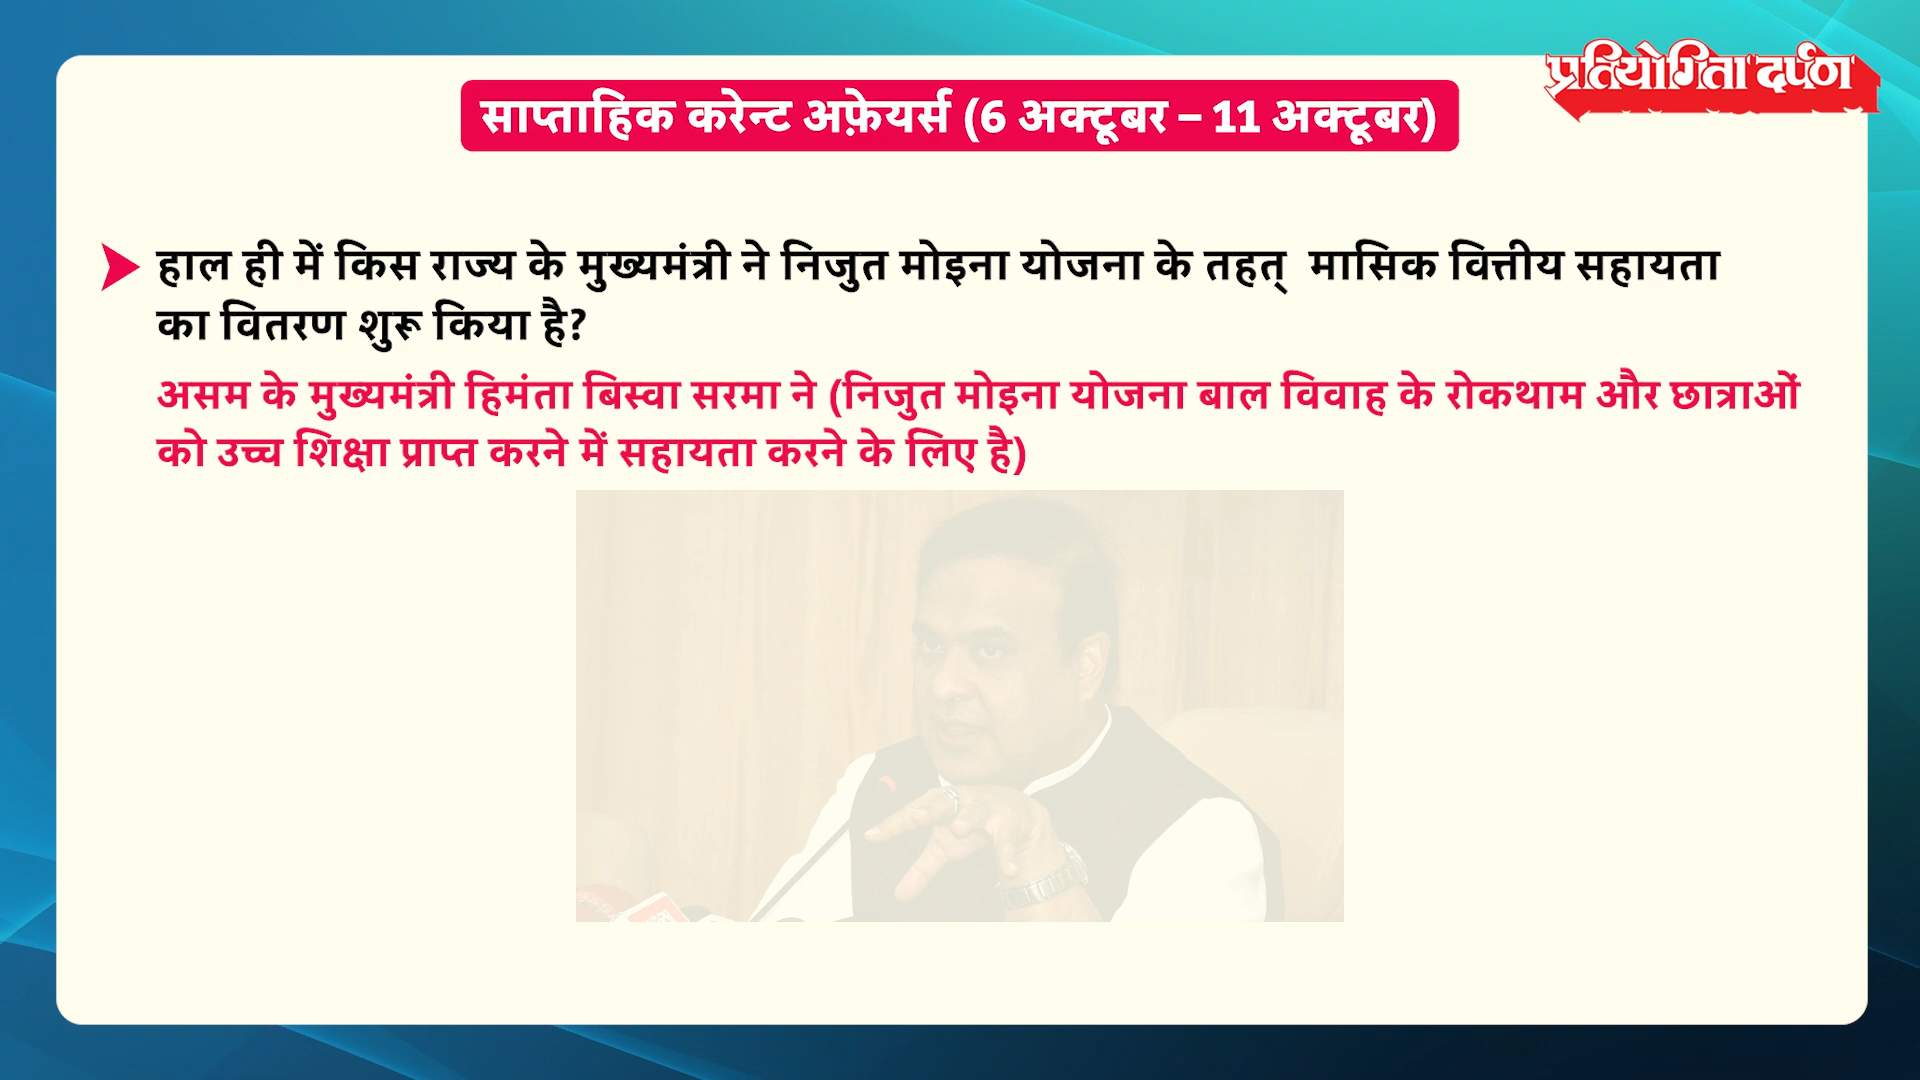 प्रतियोगिता दर्पण
साप्ताहिक करेन्ट अफ़ेयर्स (6 अक्टूबर – 11 अक्टूबर)
हाल ही में किस राज्य के मुख्यमंत्री ने निजुत मोइना योजना के तहत् मासिक वित्तीय सहायता
का वितरण शुरू किया है?
असम के मुख्यमंत्री हिमंता बिस्वा सरमा ने (निजुत मोइना योजना बाल विवाह के रोकथाम और छात्राओं
को उच्च शिक्षा प्राप्त करने में सहायता करने के लिए है)